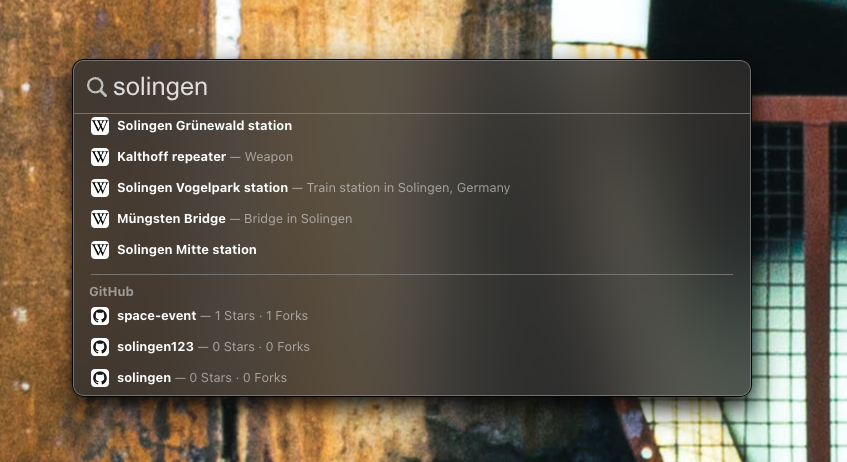 solingen
Solingen Grünewald station
Kalthoff repeater — Weapon
Solingen Vogelpark station — Train station in Solingen, Germany
Müngsten Bridge — Bridge in Solingen
Solingen Mitte station
GitHub
space-event — 1 Stars · 1 Forks
solingen123 — 0 Stars · 0 Forks
solingen — 0 Stars · 0 Forks